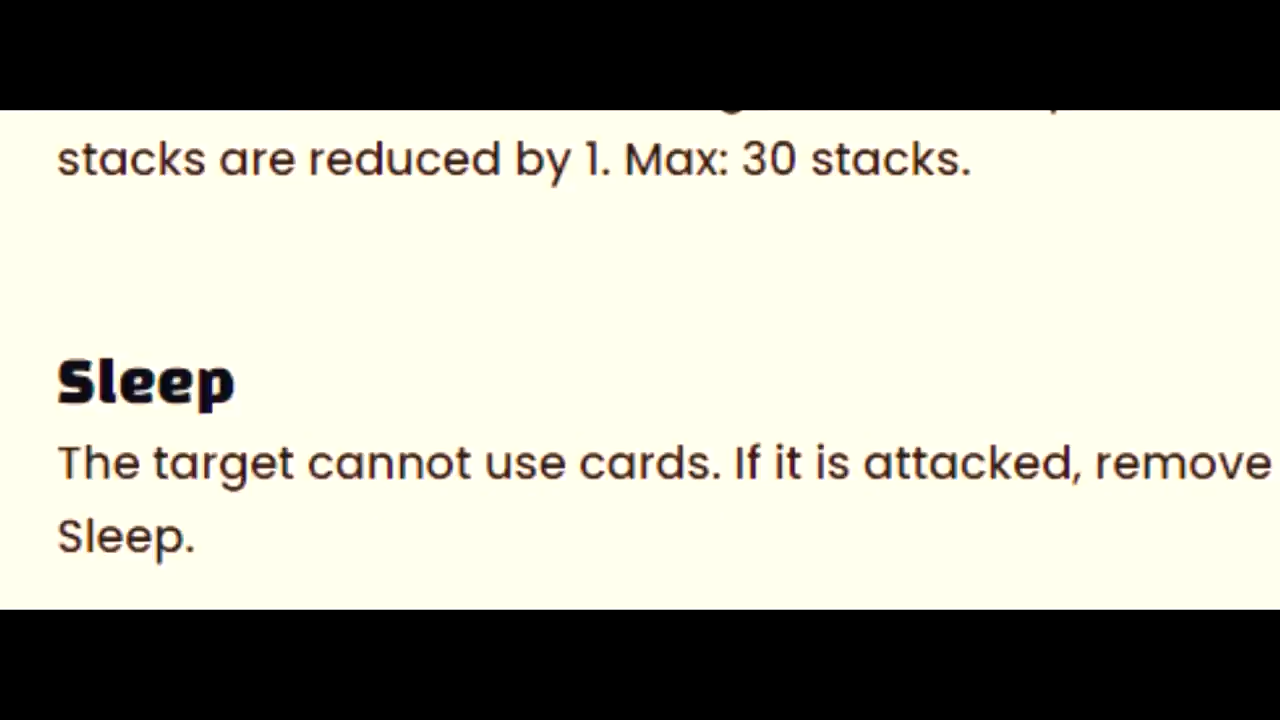 stacks are reduced by 1. Max: 30 stacks.
Sleep
The target cannot use cards. If it is attacked, remove
Sleep.